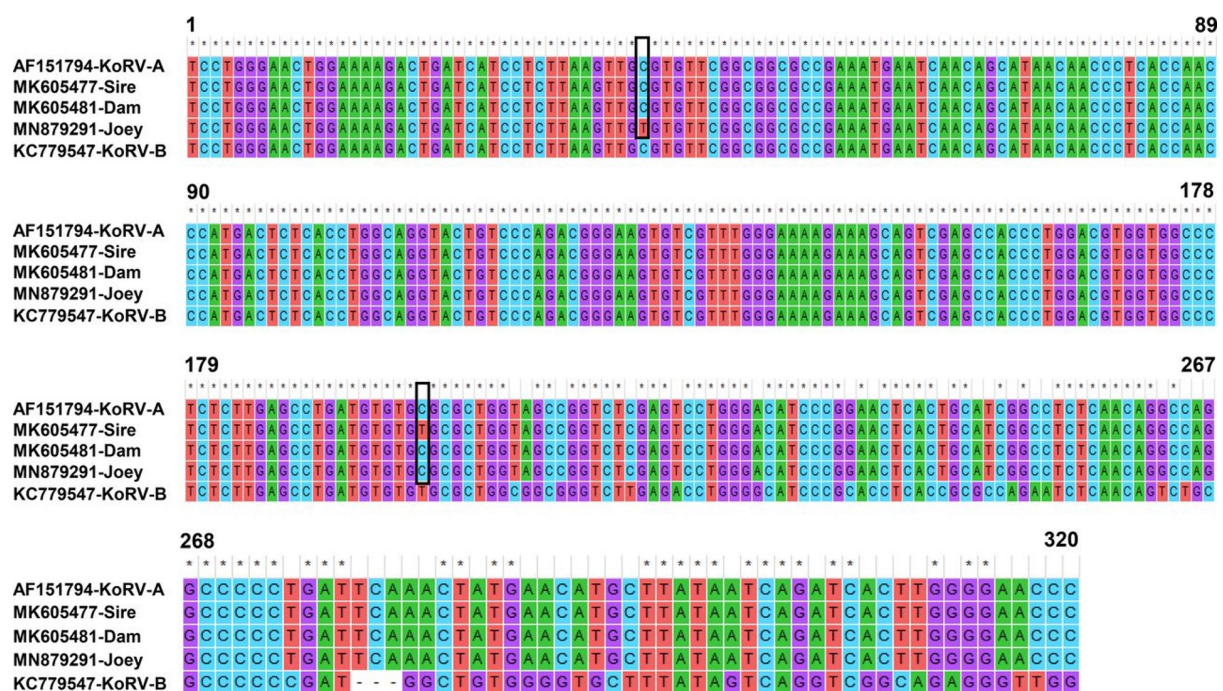 1 89
AF151794-KoRV-A TCCTGGGAACTGGAAAAGACTGATCATCCTCTTAAGTTGCGTGTTCGGCGGCGCCGAAATGAATCAACAGCATAACAACCCTCACCAAC
MK605477-Sire TCCTGGGAACTGGAAAAGACTGATCATCCTCTTAAGTTGCGTGTTCGGCGGCGCCGAAATGAATCAACAGCATAACAACCCTCACCAAC
MK605481-Dam TCCTGGGAACTGGAAAAGACTGATCATCCTCTTAAGTTGCGTGTTCGGCGGCGCCGAAATGAATCAACAGCATAACAACCCTCACCAAC
MN879291-Joey TCCTGGGAACTGGAAAAGACTGATCATCCTCTTAAGTTGTGTGTTCGGCGGCGCCGAAATGAATCAACAGCATAACAACCCTCACCAAC
KC779547-KoRV-B TCCTGGGAACTGGAAAAGACTGATCATCCTCTTAAGTTGCGTGTTCGGCGGCGCCGAAATGAATCAACAGCATAACAACCCTCACCAAC
90 178
AF151794-KoRV-A CCATGACTCTCACCTGGCAGGTACTGTCCCAGACGGGAAGTGTCGTTTGGGAAAAGAAAGCAGTCGAGCCACCCTGGACGTGGTGGCCC
MK605477-Sire CCATGACTCTCACCTGGCAGGTACTGTCCCAGACGGGAAGTGTCGTTTGGGAAAAGAAAGCAGTCGAGCCACCCTGGACGTGGTGGCCC
MK605481-Dam CCATGACTCTCACCTGGCAGGTACTGTCCCAGACGGGAAGTGTCGTTTGGGAAAAGAAAGCAGTCGAGCCACCCTGGACGTGGTGGCCC
MN879291-Joey CCATGACTCTCACCTGGCAGGTACTGTCCCAGACGGGAAGTGTCGTTTGGGAAAAGAAAGCAGTCGAGCCACCCTGGACGTGGTGGCCC
KC779547-KoRV-B CCATGACTCTCACCTGGCAGGTACTGTCCCAGACGGGAAGTGTCGTTTGGGAAAAGAAAGCAGTCGAGCCACCCTGGACGTGGTGGCCC
179 267
AF151794-KoRV-A TCTCTTGAGCCTGATGTGTGCGCGCTGGTAGCCGGTCTCGAGTCCTGGGACATCCCGGAACTCACTGCATCGGCCTCTCAACAGGCCAG
MK605477-Sire TCTCTTGAGCCTGATGTGTGTGCGCTGGTAGCCGGTCTCGAGTCCTGGGACATCCCGGAACTCACTGCATCGGCCTCTCAACAGGCCAG
MK605481-Dam TCTCTTGAGCCTGATGTGTGCGCGCTGGTAGCCGGTCTCGAGTCCTGGGACATCCCGGAACTCACTGCATCGGCCTCTCAACAGGCCAG
MN879291-Joey TCTCTTGAGCCTGATGTGTGCGCGCTGGTAGCCGGTCTCGAGTCCTGGGACATCCCGGAACTCACTGCATCGGCCTCTCAACAGGCCAG
KC779547-KoRV-B TCTCTTGAGCCTGATGTGTGTGCGCTGGCGGCGGGTCTTGAGACCTGGGGCATCCCGCACCTCACCGCGCCAGAATCTCAACAGTCTGC
268 320
AF151794-KoRV-A GCCCCCTGATTCAAACTATGAACATGCTTATAATCAGATCACTTGGGGAACCC
MK605477-Sire GCCCCCTGATTCAAACTATGAACATGCTTATAATCAGATCACTTGGGGAACCC
MK605481-Dam GCCCCCTGATTCAAACTATGAACATGCTTATAATCAGATCACTTGGGGAACCC
MN879291-Joey GCCCCCTGATTCAAACTATGAACATGCTTATAATCAGATCACTTGGGGAACCC
KC779547-KoRV-B GCCCCCCGAT---GGCTGTGGGGTGCTTTATAGTCAGGTCGGCAGAGGGTTGG